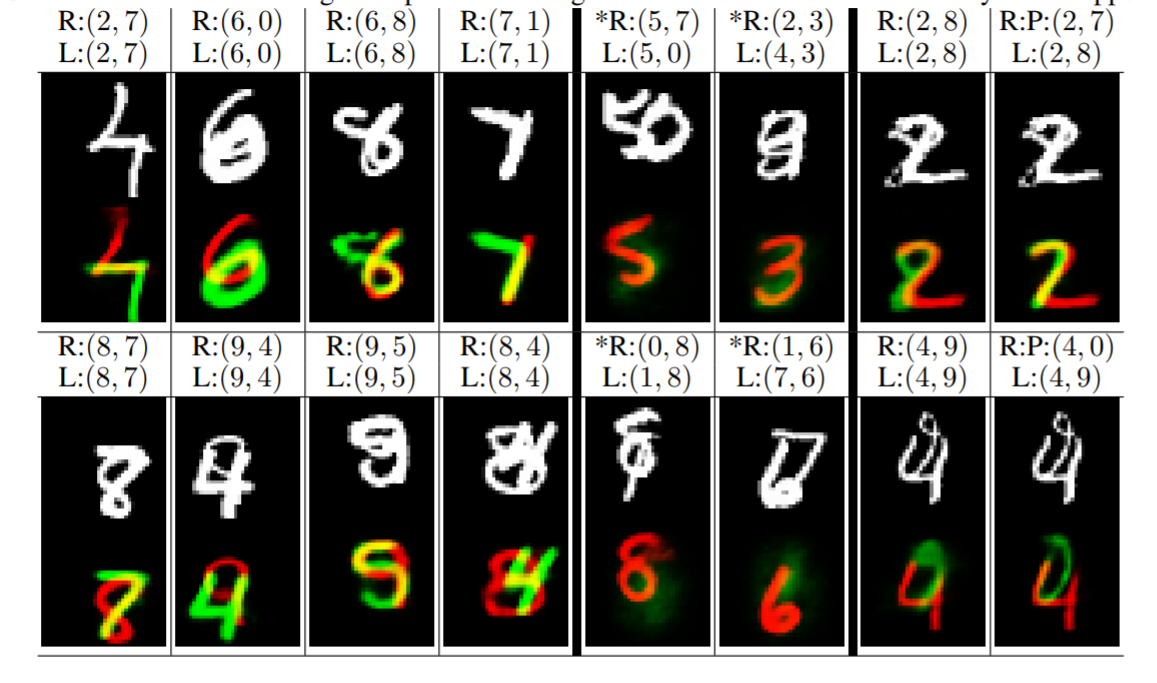 R:(2, 7) R:(6, 0) R:(6, 8) R:(7, 1) *R:(5, 7) *R:(2, 3) R:(2, 8) R:P:(2, 7)
L:(2, 7) L:(6, 0) L:(6, 8) L:(7, 1) L:(5, 0) L:(4, 3) L:(2, 8) L:(2, 8)
R:(8, 7) R:(9, 4) R:(9, 5) R:(8, 4) *R:(0, 8) *R:(1, 6) R:(4, 9) R:P:(4, 0)
L:(8, 7) L:(9, 4) L:(9, 5) L:(8, 4) L:(1, 8) L:(7, 6) L:(4, 9) L:(4, 9)